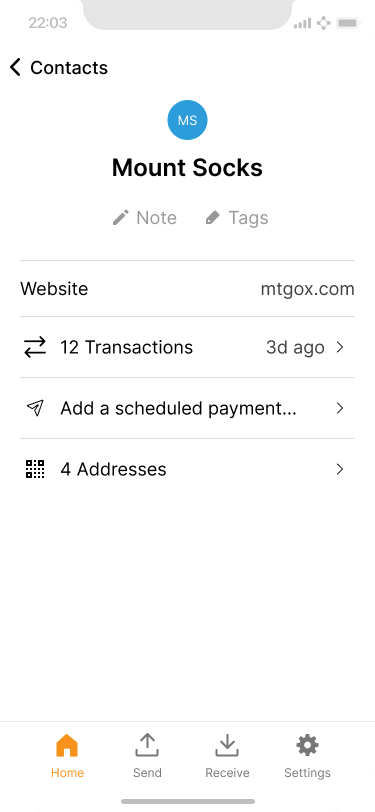 22:03
Contacts
MS
Mount Socks
Note Tags
Website mtgox.com
12 Transactions 3d ago
Add a scheduled payment...
4 Addresses
Home Send Receive Settings